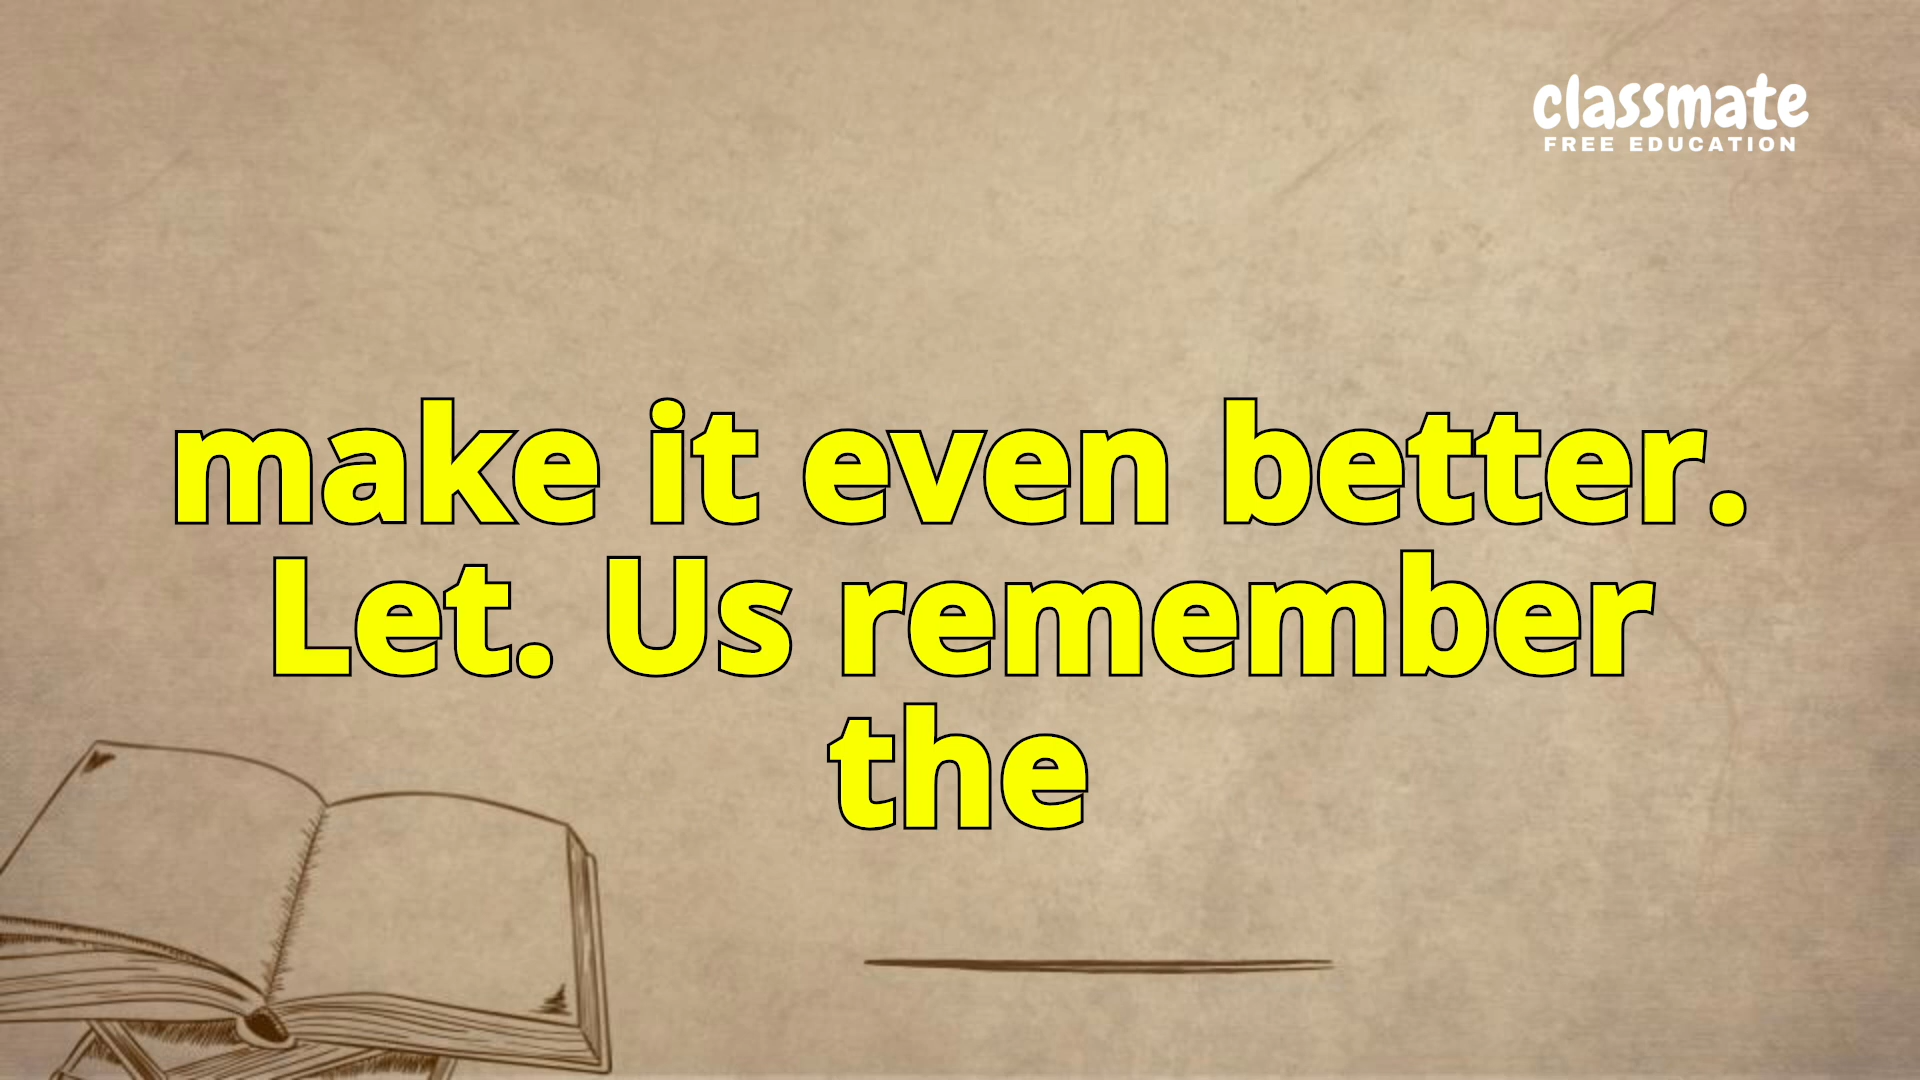 classmate
FREE EDUCATION
make it even better.
Let. Us remember
the